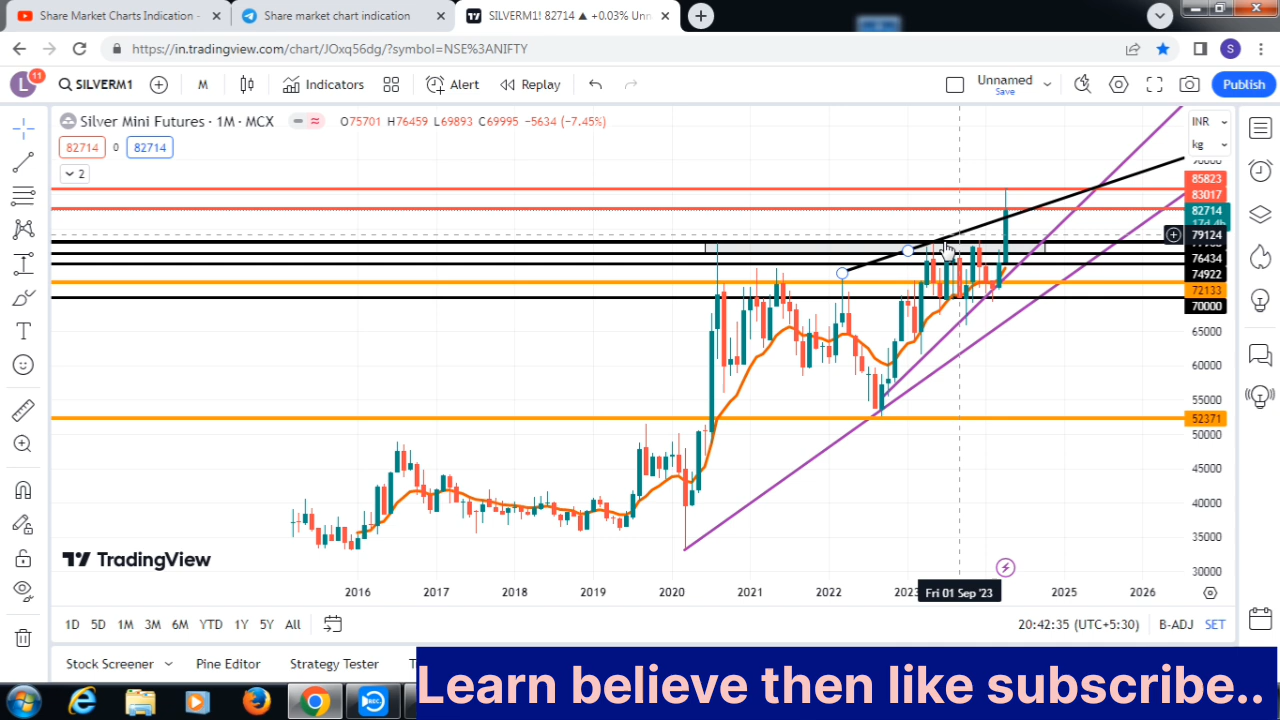 Share Market Charts Indication -
Share market chart indication
SILVERM1! 82714 ▲ +0.03% Unn
https://in.tradingview.com/chart/JOxq56dg/?symbol=NSE%3ANIFTY
S
L
11
SILVERM1
M
Indicators
Alert
Replay
Unnamed
Save
Publish
Silver Mini Futures · 1M · MCX
O75701 H76459 L69893 C69995 -5634 (-7.45%)
INR
kg
82714
0
82714
2
85823
83017
82714
17d 4h
79124
76434
74922
72133
70000
65000
60000
55000
52371
50000
45000
40000
35000
30000
TradingView
2016
2017
2018
2019
2020
2021
2022
2023
Fri 01 Sep '23
2025
2026
1D
5D
1M
3M
6M
YTD
1Y
5Y
All
20:42:35 (UTC+5:30)
B-ADJ
SET
Stock Screener
Pine Editor
Strategy Tester
Learn believe then like subscribe..
REC